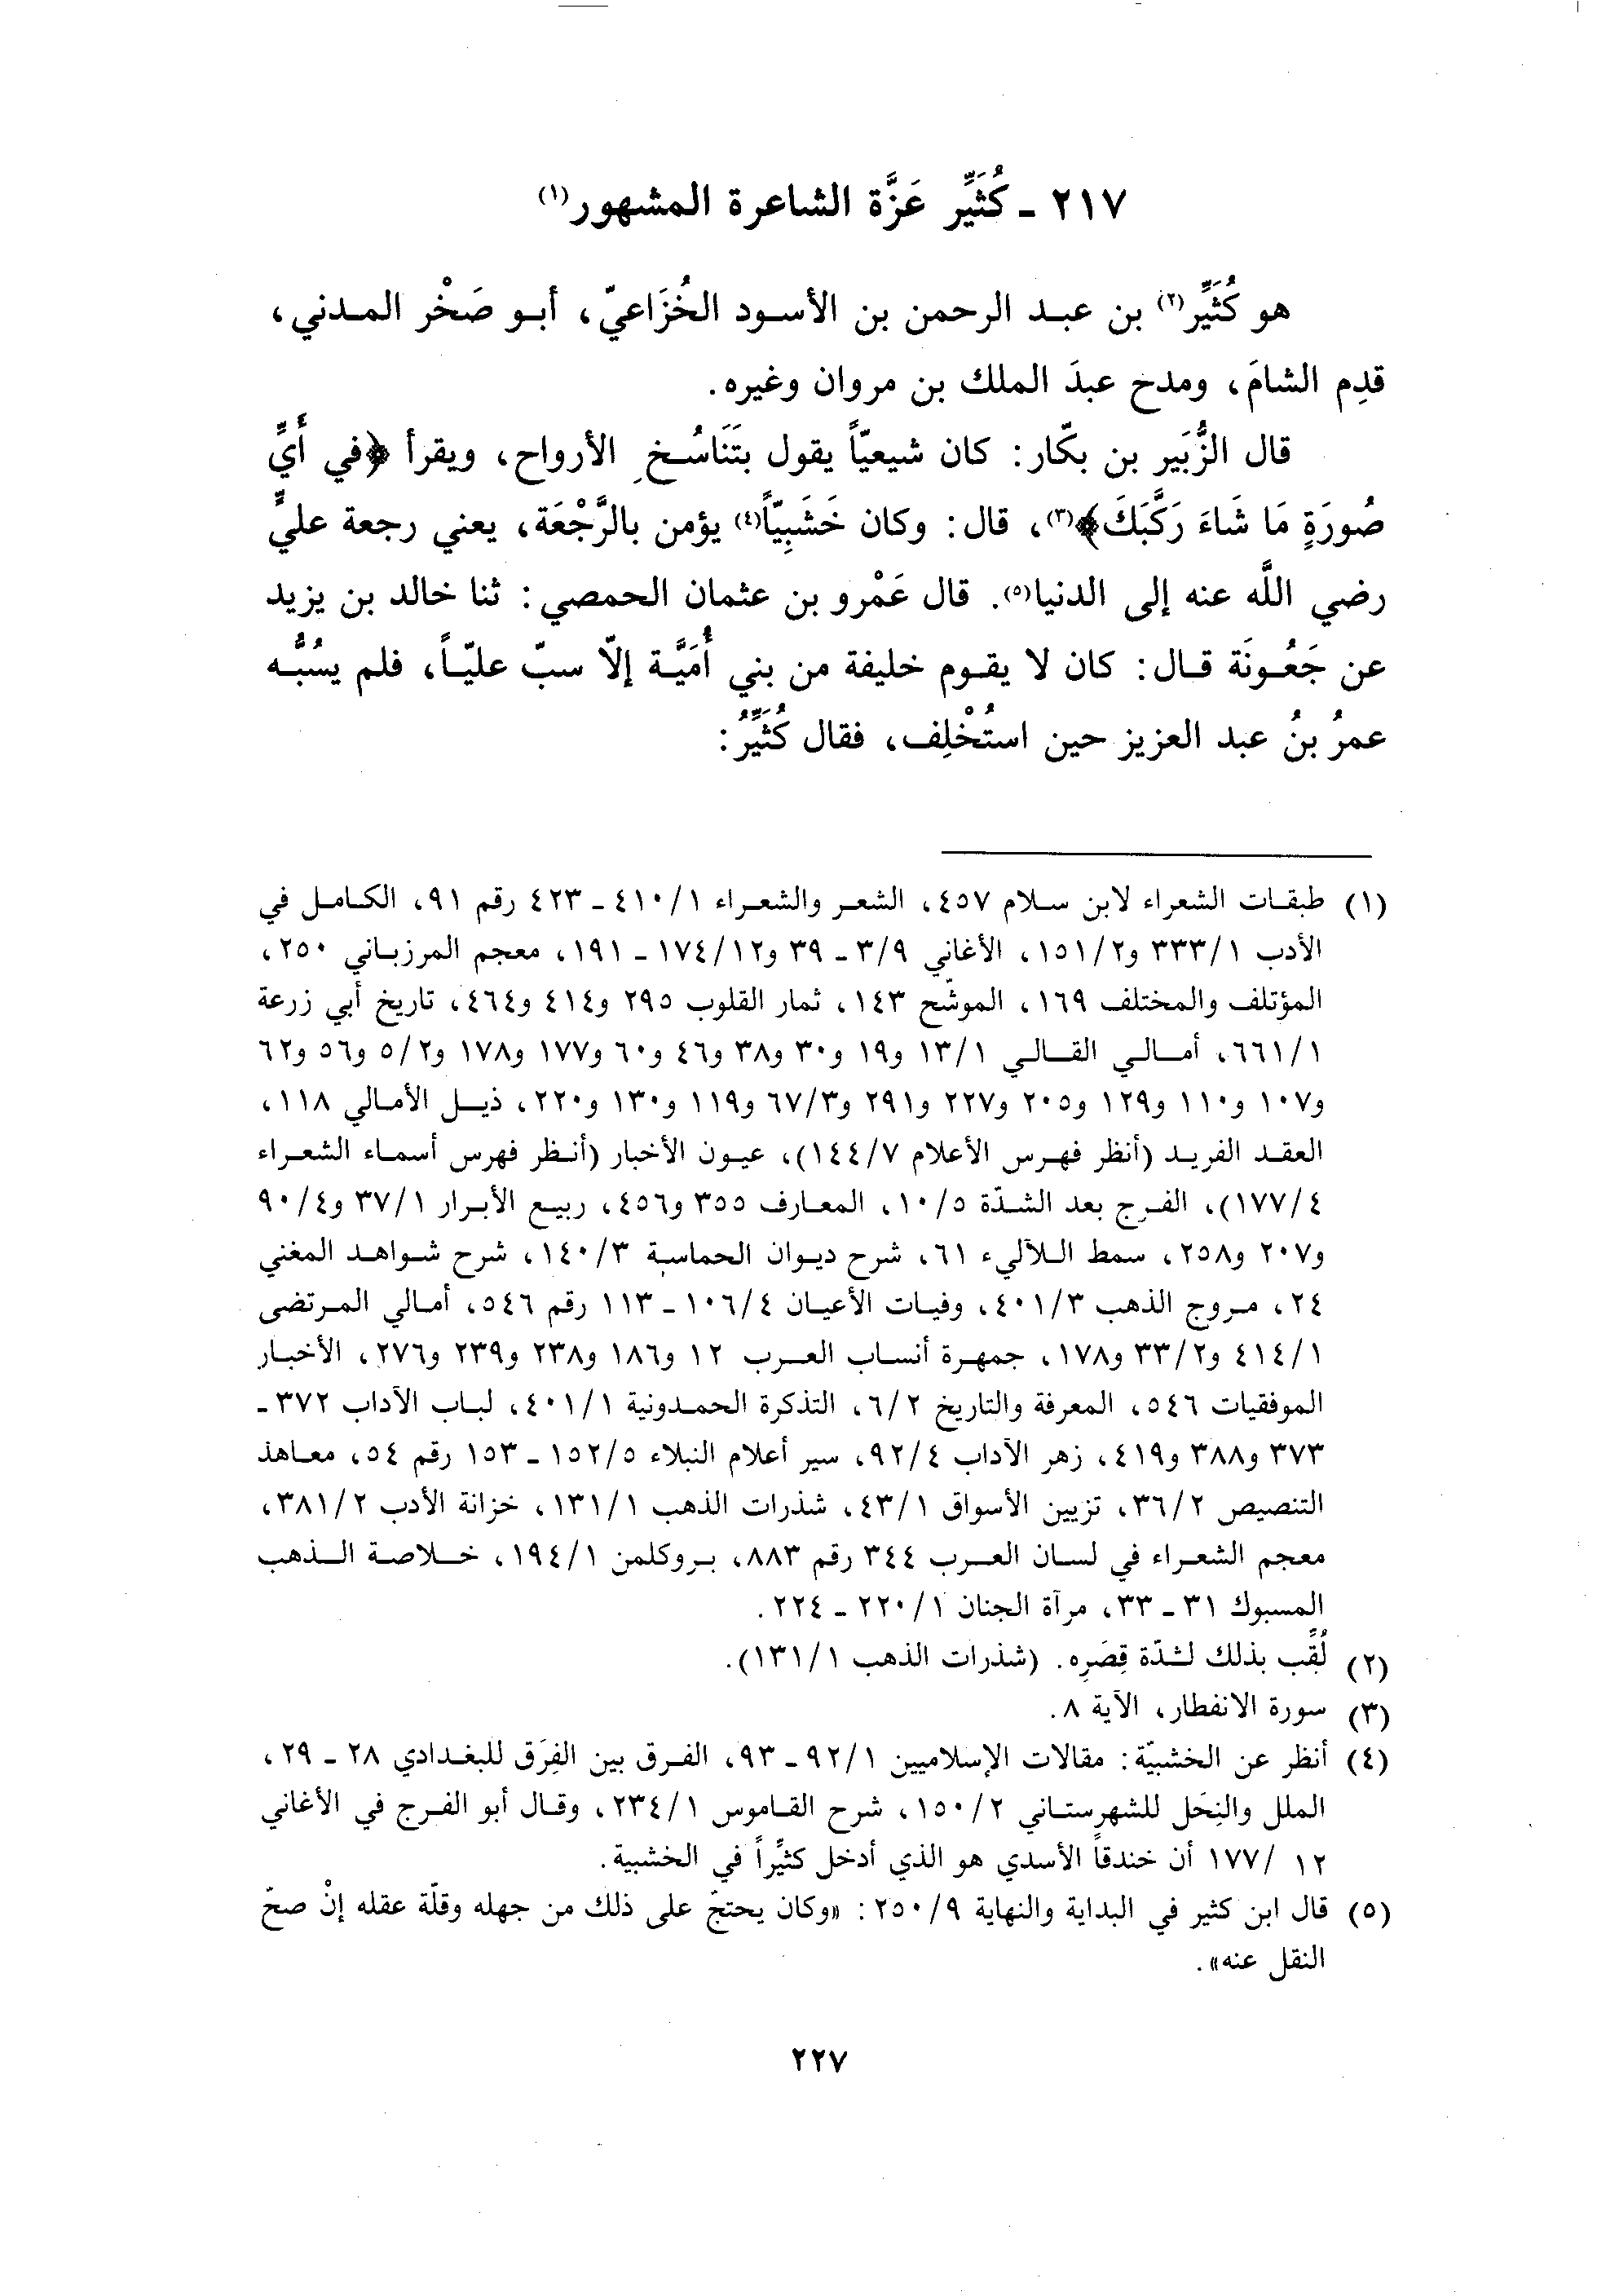 ٢١٧ ـ كُثَيِّر عَزَّة الشاعرة المشهور(١)
هو كُثَيِّر(٢) بن عبد الرحمن بن الأسود الخُزَاعيّ، أبو صَخْر المدني،
قدِم الشامَ، ومدح عبدَ الملك بن مروان وغيره.
قال الزُّبَير بن بكّار: كان شيعيّاً يقول بتَنَاسُخِ الأرواح، ويقرأ ﴿في أَيِّ
صُورَةٍ مَا شَاءَ رَكَّبَكَ﴾(٣)، قال: وكان خَشَبِيّاً(٤) يؤمن بالرَّجْعَة، يعني رجعة عليٍّ
رضي اللَّه عنه إلى الدنيا(٥). قال عَمْرو بن عثمان الحمصي: ثنا خالد بن يزيد
عن جَعُونَة قال: كان لا يقوم خليفة من بني أُمَيَّة إلّا سبّ عليّاً، فلم يسُبَّه
عمرُ بنُ عبد العزيز حين استُخْلِف، فقال كُثَيِّرُ:
(١) طبقات الشعراء لابن سلام ٤٥٧، الشعر والشعراء ١/ ٤١٠ ـ ٤٢٣ رقم ٩١، الكامل في
الأدب ١/ ٣٣٣ و٢/ ١٥١، الأغاني ٩/ ٣ ـ ٣٩ و١٢/ ١٧٤ ـ ١٩١، معجم المرزباني ٢٥٠،
المؤتلف والمختلف ١٦٩، الموشّح ١٤٣، ثمار القلوب ٢٩٥ و٤١٤ و٤٦٤، تاريخ أبي زرعة
١/ ٦٦١، أمالي القالي ١/ ١٣ و١٩ و٣٠ و٣٨ و٤٦ و٦٠ و١٧٧ و١٧٨ و٢/ ٥ و٥٦ و٦٢
و١٠٧ و١١٠ و١٢٩ و٢٠٥ و٢٢٧ و٢٩١ و٣/ ٦٧ و١١٩ و١٣٠ و٢٢٠، ذيل الأمالي ١١٨،
العقد الفريد (أنظر فهرس الأعلام ٧/ ١٤٤)، عيون الأخبار (أنظر فهرس أسماء الشعراء
٤/ ١٧٧)، الفرج بعد الشدّة ٥/ ١٠، المعارف ٣٥٥ و٤٥٦، ربيع الأبرار ١/ ٣٧ و٤/ ٩٠
و٢٠٧ و٢٥٨، سمط اللآليء ٦١، شرح ديوان الحماسة ٣/ ١٤٠، شرح شواهد المغني
٢٤، مروج الذهب ٣/ ٤٠١، وفيات الأعيان ٤/ ١٠٦ ـ ١١٣ رقم ٥٤٦، أمالي المرتضى
١/ ٤١٤ و٢/ ٣٣ و١٧٨، جمهرة أنساب العرب ١٢ و١٨٦ و٢٣٨ و٢٣٩ و٢٧٦، الأخبار
الموفقيات ٥٤٦، المعرفة والتاريخ ٢/ ٦، التذكرة الحمدونية ١/ ٤٠١، لباب الآداب ٣٧٢ ـ
٣٧٣ و٣٨٨ و٤١٩، زهر الآداب ٤/ ٩٢، سير أعلام النبلاء ٥/ ١٥٢ ـ ١٥٣ رقم ٥٤، معاهد
التنصيص ٢/ ٣٦، تزيين الأسواق ١/ ٤٣، شذرات الذهب ١/ ١٣١، خزانة الأدب ٢/ ٣٨١،
معجم الشعراء في لسان العرب ٣٤٤ رقم ٨٨٣، بروكلمن ١/ ١٩٤، خلاصة الذهب
المسبوك ٣١ ـ ٣٣، مرآة الجنان ١/ ٢٢٠ ـ ٢٢٤.
(٢) لُقِّب بذلك لشدّة قِصَرِه. (شذرات الذهب ١/ ١٣١).
(٣) سورة الانفطار، الآية ٨.
(٤) أنظر عن الخشبيّة: مقالات الإسلاميين ١/ ٩٢ ـ ٩٣، الفرق بين الفِرَق للبغدادي ٢٨ ـ ٢٩،
الملل والنِحَل للشهرستاني ٢/ ١٥٠، شرح القاموس ١/ ٢٣٤، وقال أبو الفرج في الأغاني
١٢/ ١٧٧ أن خندقاً الأسدي هو الذي أدخل كثيِّراً في الخشبية.
(٥) قال ابن كثير في البداية والنهاية ٩/ ٢٥٠: «وكان يحتجّ على ذلك من جهله وقلّة عقله إنْ صحّ
النقل عنه».
٢٢٧